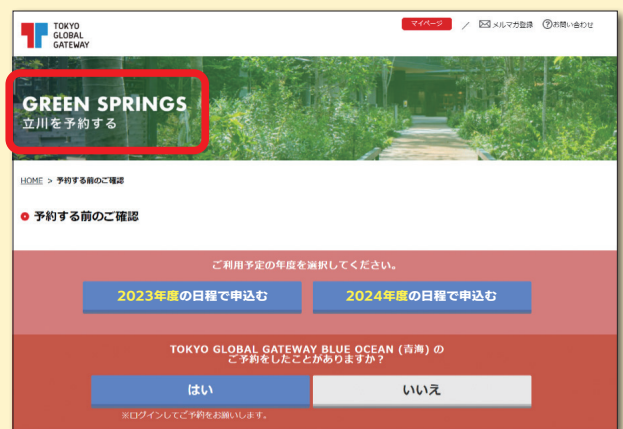 TOKYO
GLOBAL
GATEWAY
マイページ / メルマガ登録 ?お問い合わせ
GREEN SPRINGS
立川を予約する
HOME > 予約する前のご確認
予約する前のご確認
ご利用予定の年度を選択してください。
2023年度の日程で申込む 2024年度の日程で申込む
TOKYO GLOBAL GATEWAY BLUE OCEAN (青海) の
ご予約をしたことがありますか？
はい いいえ
※ログインしてご予約をお願いします。